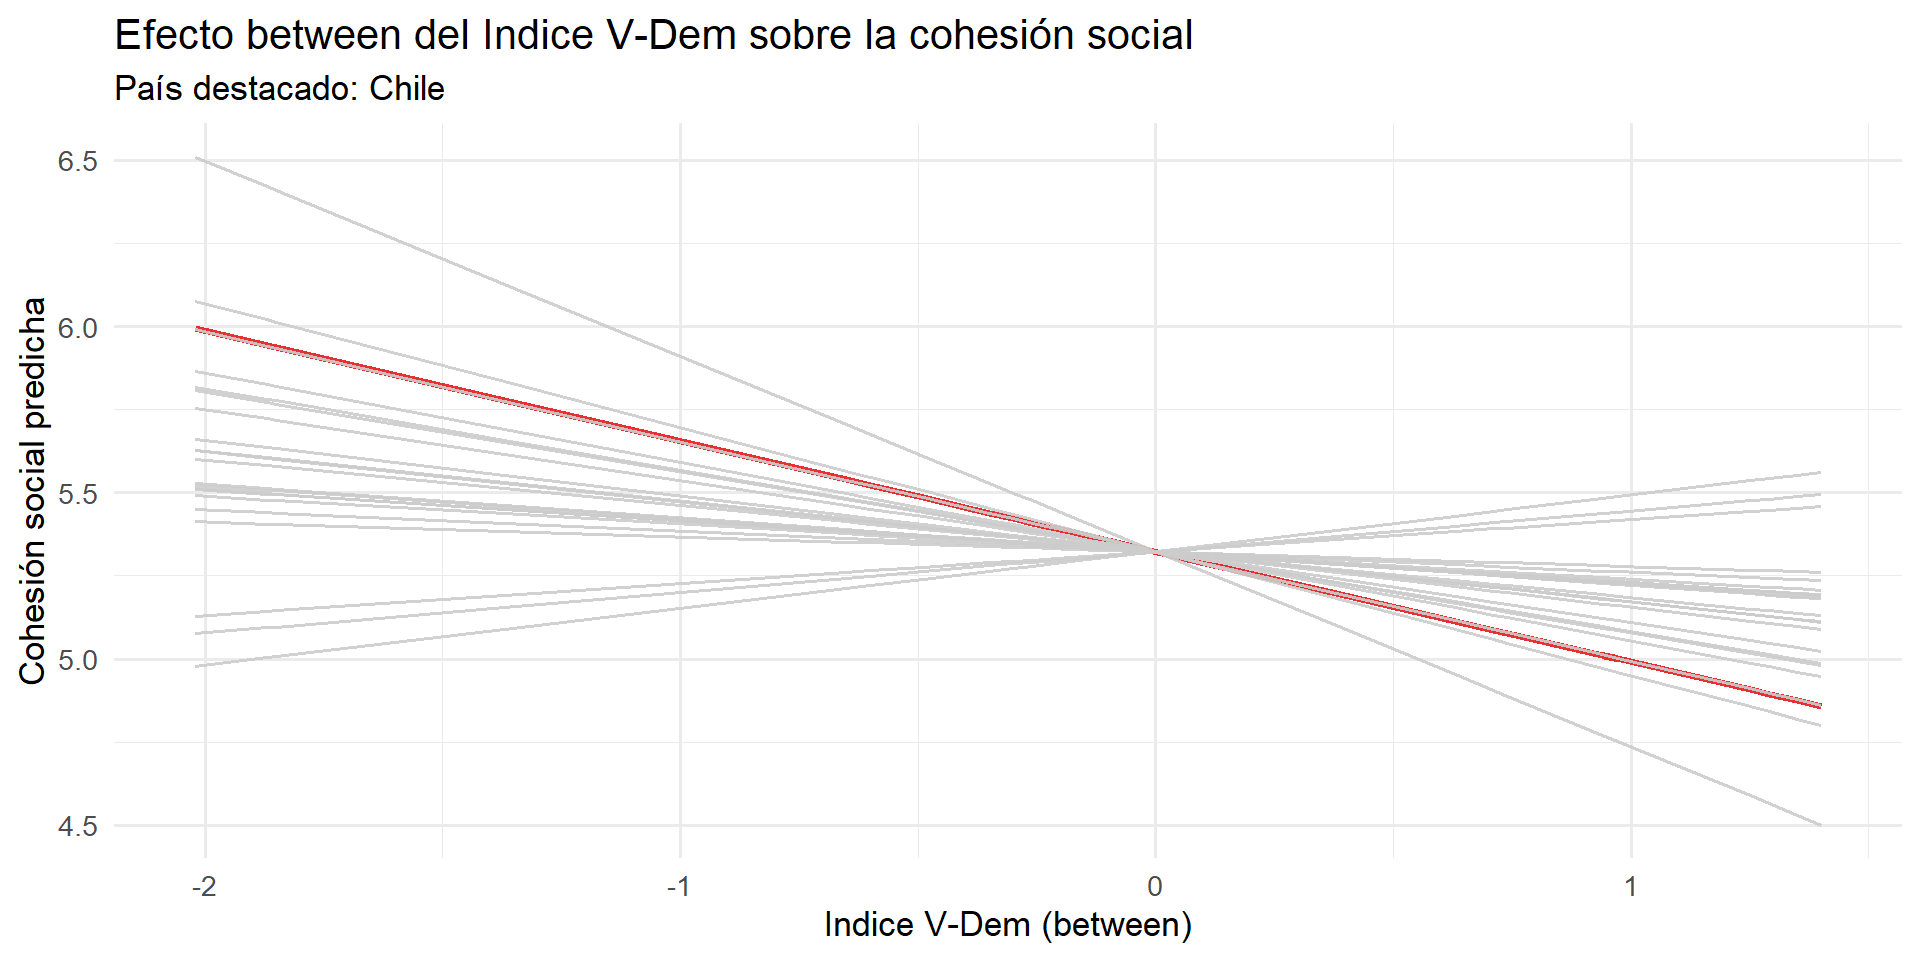 Efecto between del Indice V-Dem sobre la cohesión social
País destacado: Chile
6.5
6.0
5.5
5.0
4.5
Cohesión social predicha
-2
-1
0
1
Indice V-Dem (between)